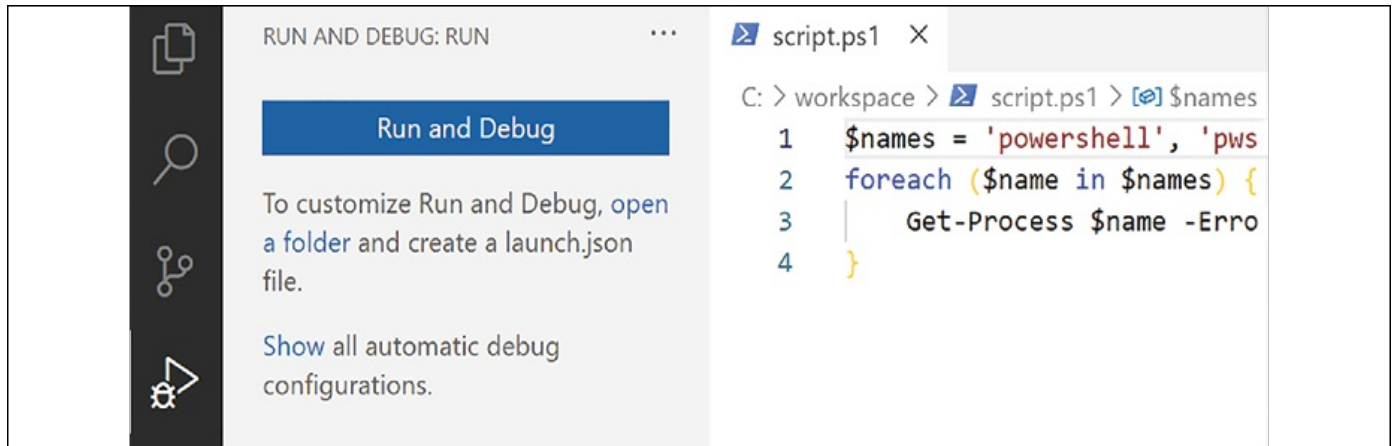 RUN AND DEBUG: RUN ...
Run and Debug
To customize Run and Debug, open
a folder and create a launch.json
file.
Show all automatic debug
configurations.
script.ps1 ×
C: > workspace > script.ps1 > $names
1 $names = 'powershell', 'pws
2 foreach ($name in $names) {
3 Get-Process $name -Erro
4 }